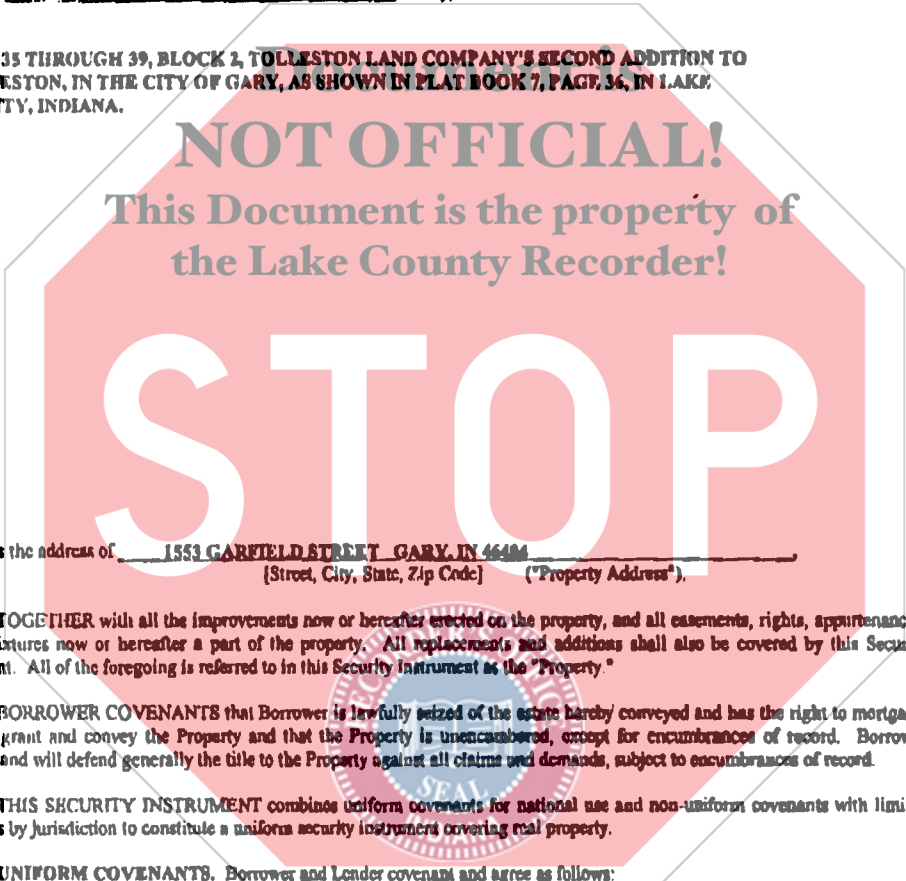 35 THROUGH 39, BLOCK 2, TOLLESTON LAND COMPANY'S SECOND ADDITION TO
LESTON, IN THE CITY OF GARY, AS SHOWN IN PLAT BOOK 7, PAGE 34, IN LAKE
TY, INDIANA.
Document is
NOT OFFICIAL!
This Document is the property of
the Lake County Recorder!
STOP
s the address of 1553 GARFIELD STREET GARY, IN 46404
[Street, City, State, Zip Code] ("Property Address").
TOGETHER with all the improvements now or hereafter erected on the property, and all easements, rights, appurtenanc
ixtures now or hereafter a part of the property. All replacements and additions shall also be covered by this Secur
nt. All of the foregoing is referred to in this Security Instrument as the "Property."
BORROWER COVENANTS that Borrower is lawfully seized of the estate hereby conveyed and has the right to mortga
grant and convey the Property and that the Property is unencumbered, except for encumbrances of record. Borrow
and will defend generally the title to the Property against all claims and demands, subject to encumbrances of record.
THIS SECURITY INSTRUMENT combines uniform covenants for national use and non-uniform covenants with limi
s by jurisdiction to constitute a uniform security instrument covering real property.
SEAL
INDIANA
UNIFORM COVENANTS. Borrower and Lender covenant and agree as follows: